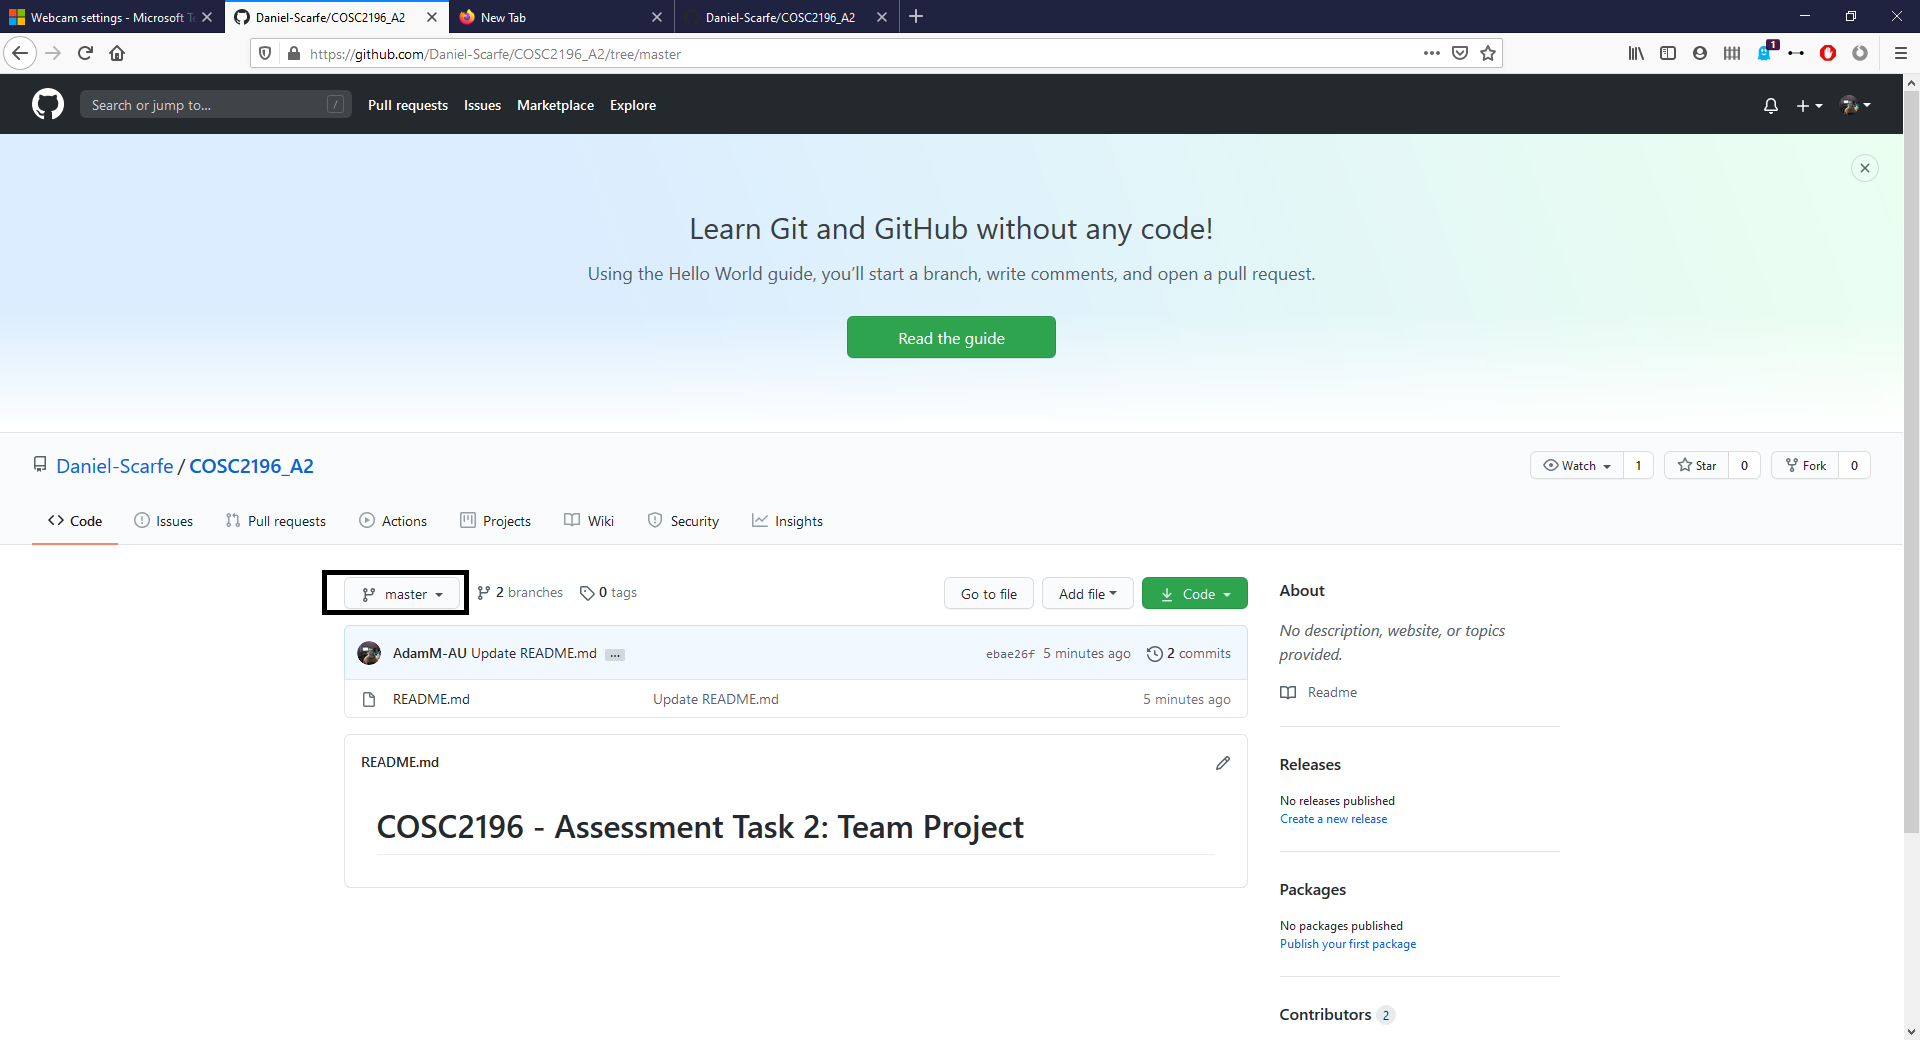 Webcam settings - Microsoft Te
Daniel-Scarfe/COSC2196_A2
New Tab
Daniel-Scarfe/COSC2196_A2
https://github.com/Daniel-Scarfe/COSC2196_A2/tree/master
1
Search or jump to... /
Pull requests Issues Marketplace Explore
Learn Git and GitHub without any code!
Using the Hello World guide, you’ll start a branch, write comments, and open a pull request.
Read the guide
Daniel-Scarfe / COSC2196_A2
Watch 1 Star 0 Fork 0
Code Issues Pull requests Actions Projects Wiki Security Insights
master 2 branches 0 tags Go to file Add file Code
AdamM-AU Update README.md ... ebae26f 5 minutes ago 2 commits
README.md Update README.md 5 minutes ago
README.md
COSC2196 - Assessment Task 2: Team Project
About
No description, website, or topics
provided.
Readme
Releases
No releases published
Create a new release
Packages
No packages published
Publish your first package
Contributors 2